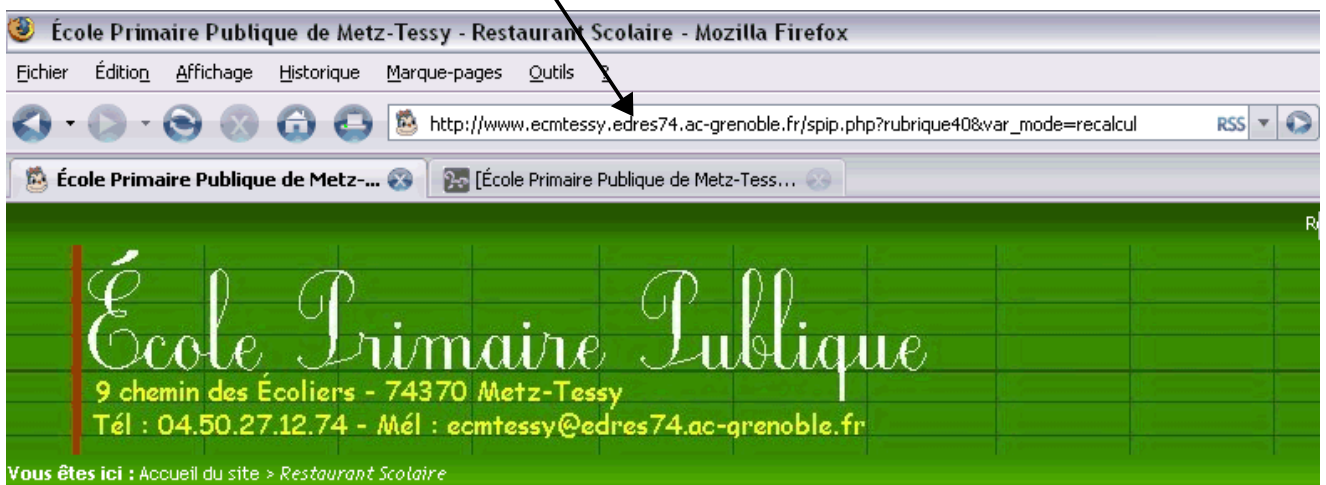 École Primaire Publique de Metz-Tessy - Restaurant Scolaire - Mozilla Firefox
Fichier Édition Affichage Historique Marque-pages Outils ?
http://www.ecmtessy.edres74.ac-grenoble.fr/spip.php?rubrique40&var_mode=recalcul RSS
École Primaire Publique de Metz-... [École Primaire Publique de Metz-Tess...
École Primaire Publique
9 chemin des Écoliers - 74370 Metz-Tessy
Tél : 04.50.27.12.74 - Mél : ecmtessy@edres74.ac-grenoble.fr
Vous êtes ici : Accueil du site > Restaurant Scolaire